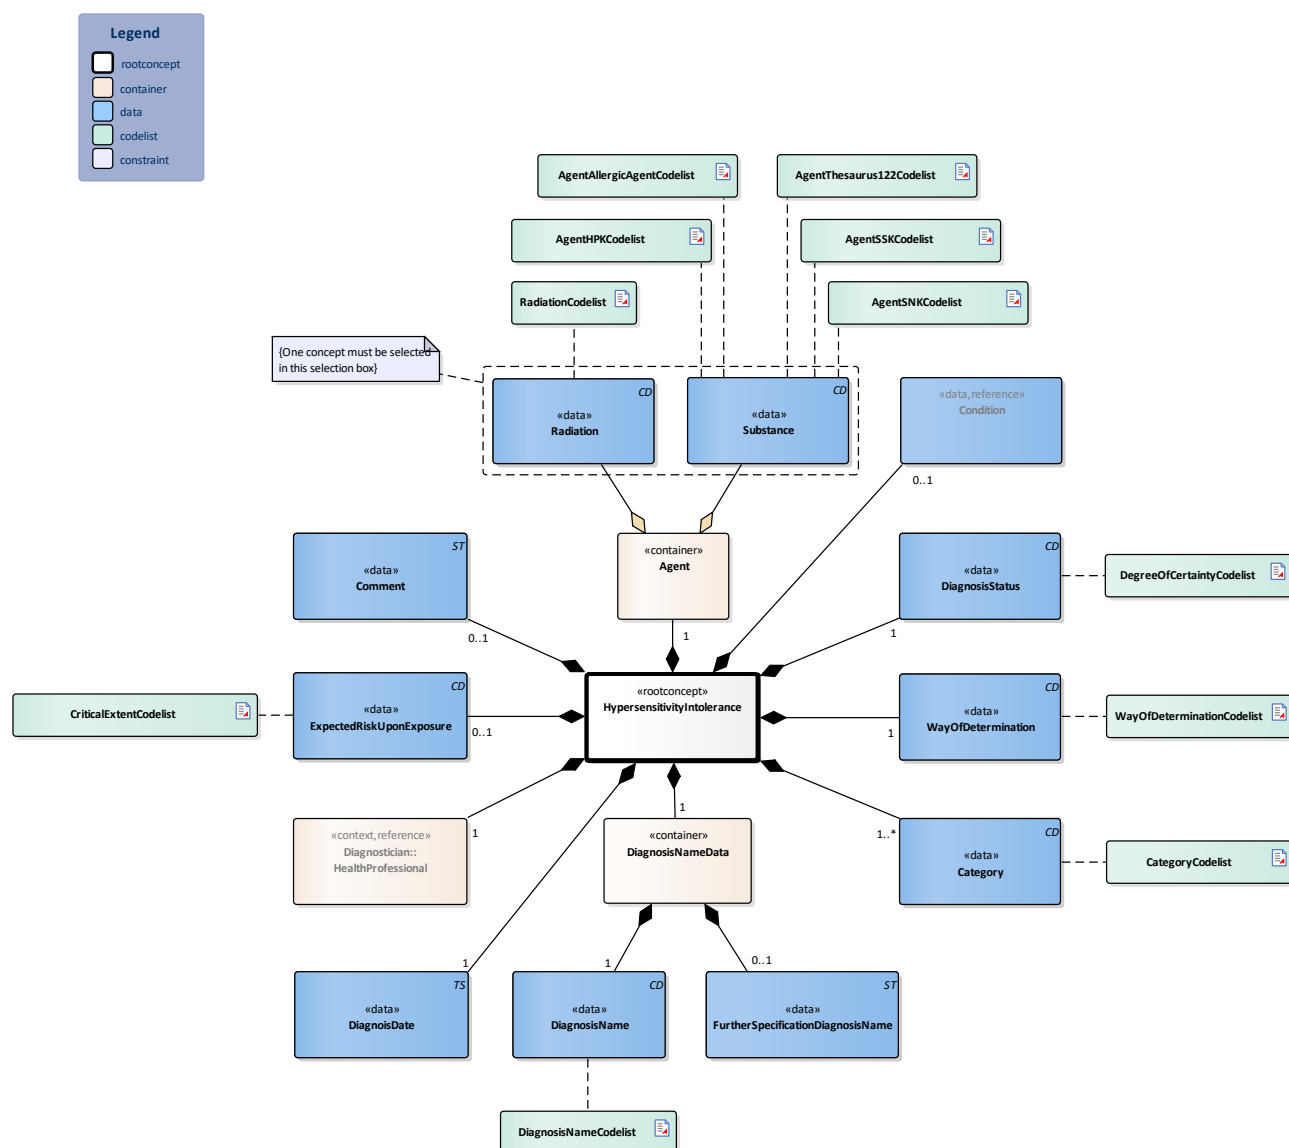 Legend
rootconcept
container
data
codelist
constraint
AgentAllergicAgentCodelist
AgentThesaurus122Codelist
AgentHPKCodelist
AgentSSKCodelist
RadiationCodelist
AgentSNKCodelist
{One concept must be selected
in this selection box}
CD
«data»
Radiation
CD
«data»
Substance
«data,reference»
Condition
0..1
ST
«data»
Comment
0..1
«container»
Agent
1
CD
«data»
DiagnosisStatus
1
DegreeOfCertaintyCodelist
CriticalExtentCodelist
CD
«data»
ExpectedRiskUponExposure
0..1
«rootconcept»
HypersensitivityIntolerance
CD
«data»
WayOfDetermination
1
WayOfDeterminationCodelist
«context,reference»
Diagnostician::
HealthProfessional
1
«container»
DiagnosisNameData
1
CD
«data»
Category
1..*
CategoryCodelist
TS
«data»
DiagnoisDate
1
CD
«data»
DiagnosisName
1
ST
«data»
FurtherSpecificationDiagnosisName
0..1
DiagnosisNameCodelist